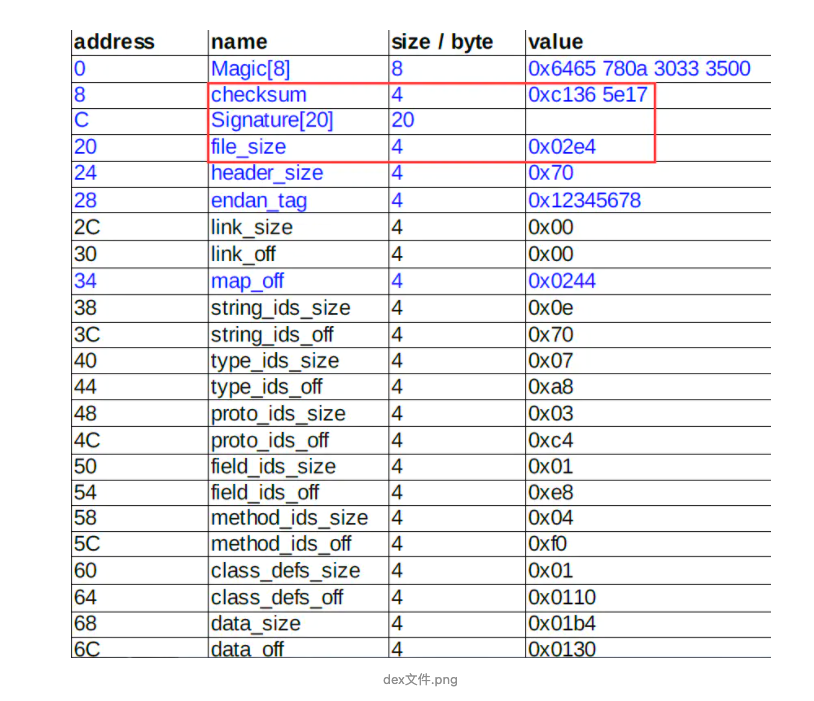 address name size / byte value
0 Magic[8] 8 0x6465 780a 3033 3500
8 checksum 4 0xc136 5e17
C Signature[20] 20
20 file_size 4 0x02e4
24 header_size 4 0x70
28 endan_tag 4 0x12345678
2C link_size 4 0x00
30 link_off 4 0x00
34 map_off 4 0x0244
38 string_ids_size 4 0x0e
3C string_ids_off 4 0x70
40 type_ids_size 4 0x07
44 type_ids_off 4 0xa8
48 proto_ids_size 4 0x03
4C proto_ids_off 4 0xc4
50 field_ids_size 4 0x01
54 field_ids_off 4 0xe8
58 method_ids_size 4 0x04
5C method_ids_off 4 0xf0
60 class_defs_size 4 0x01
64 class_defs_off 4 0x0110
68 data_size 4 0x01b4
6C data_off 4 0x0130
dex文件.png